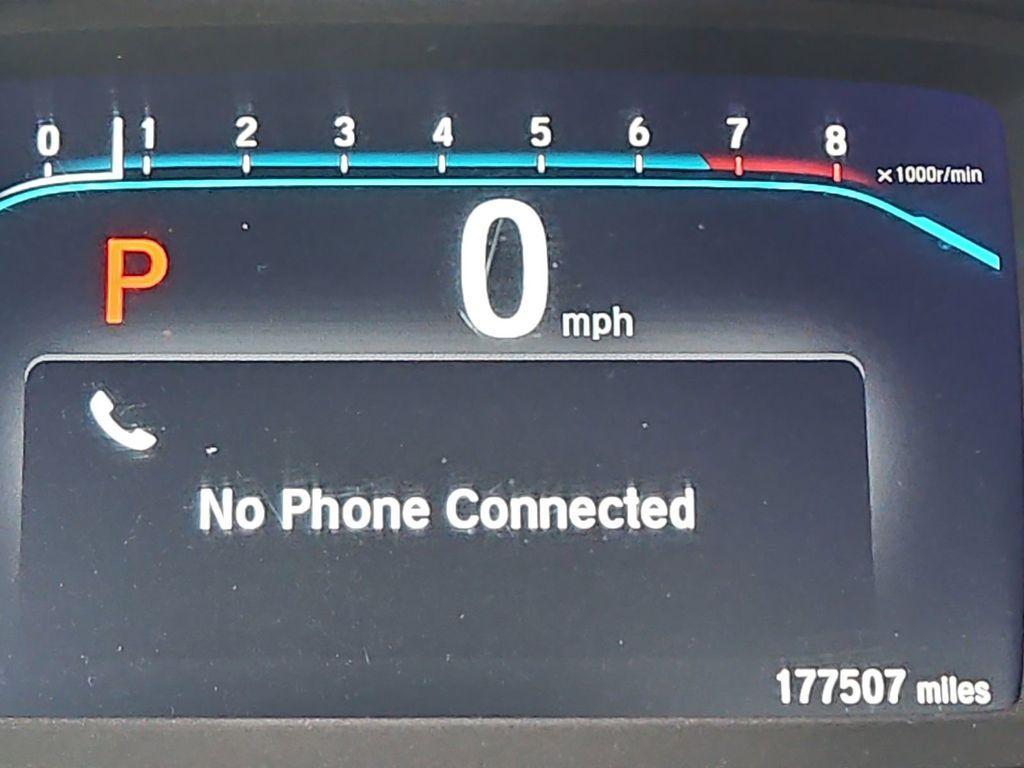 0 1 2 3 4 5 6 7 8
×1000r/min
P 0 mph
No Phone Connected
177507 miles